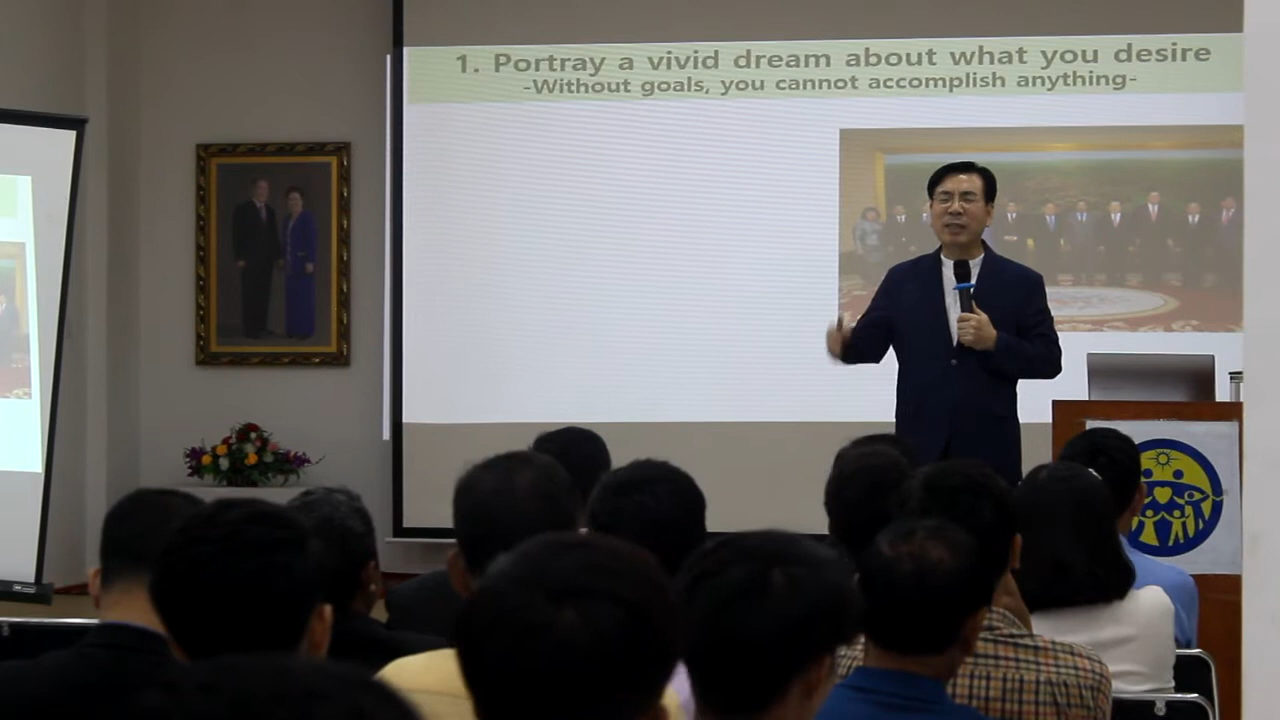 1. Portray a vivid dream about what you desire
-Without goals, you cannot accomplish anything-